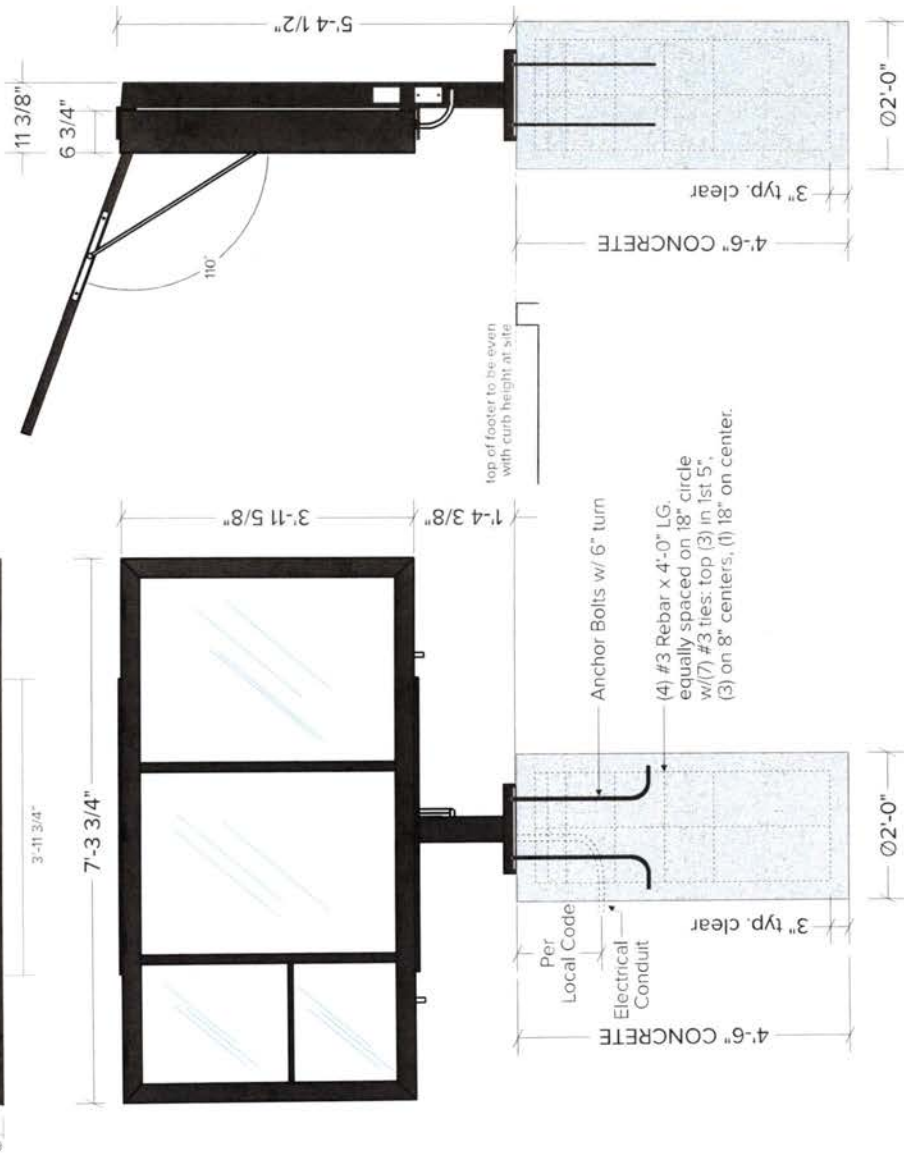 3'-11 3/4"
7'-3 3/4"
3'-11 5/8"
1'-4 3/8"
Per
Local Code
Electrical
Conduit
4'-6" CONCRETE
3" typ. clear
Ø2'-0"
Anchor Bolts w/ 6" turn
(4) #3 Rebar x 4'-0" LG.
equally spaced on 18" circle
w/(7) #3 ties: top (3) in 1st 5",
(3) on 8" centers, (1) 18" on center.
top of footer to be even
with curb height at site
11 3/8"
6 3/4"
110°
5'-4 1/2"
4'-6" CONCRETE
3" typ. clear
Ø2'-0"